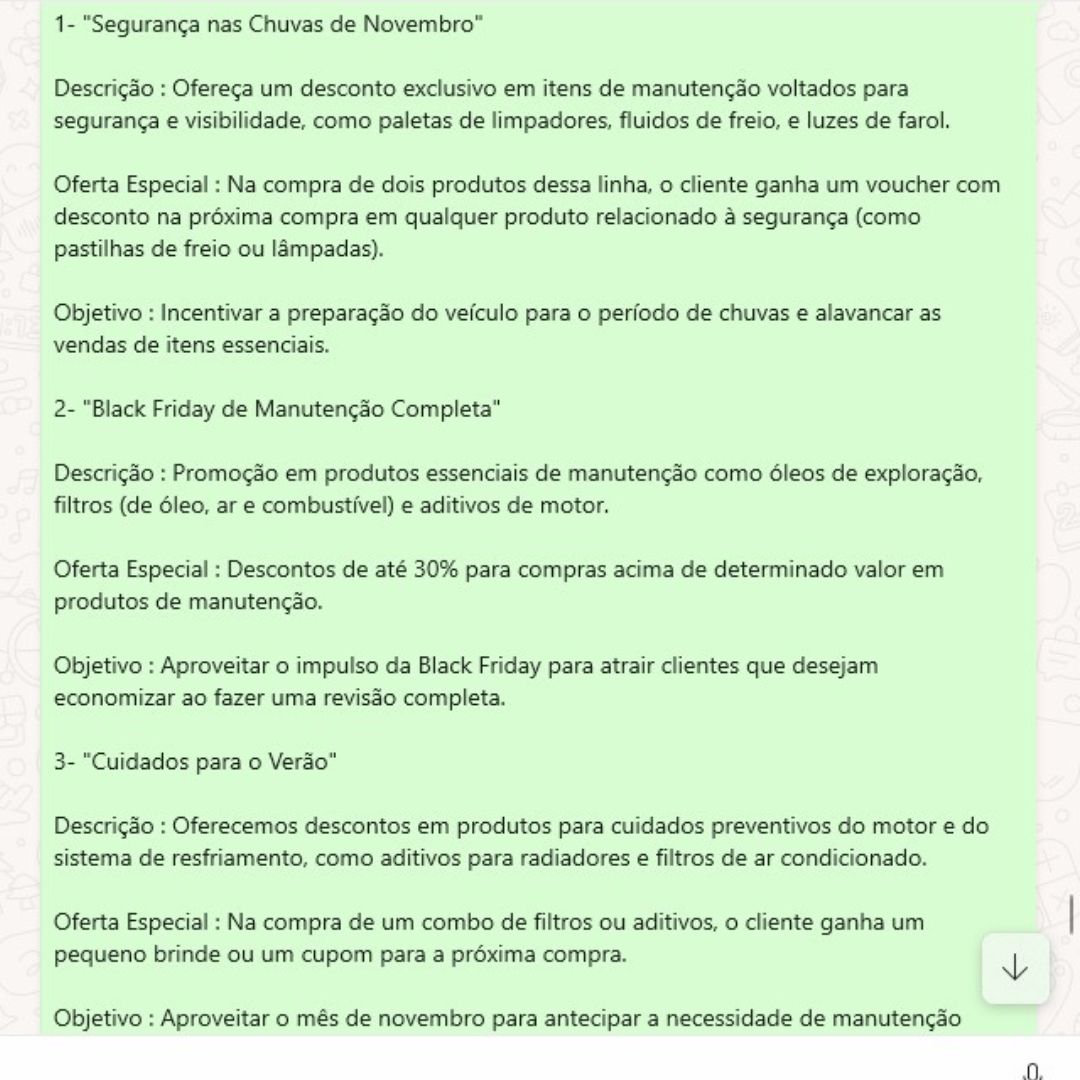 1- "Segurança nas Chuvas de Novembro"
Descrição : Ofereça um desconto exclusivo em itens de manutenção voltados para
segurança e visibilidade, como paletas de limpadores, fluidos de freio, e luzes de farol.
Oferta Especial : Na compra de dois produtos dessa linha, o cliente ganha um voucher com
desconto na próxima compra em qualquer produto relacionado à segurança (como
pastilhas de freio ou lâmpadas).
Objetivo : Incentivar a preparação do veículo para o período de chuvas e alavancar as
vendas de itens essenciais.
2- "Black Friday de Manutenção Completa"
Descrição : Promoção em produtos essenciais de manutenção como óleos de exploração,
filtros (de óleo, ar e combustível) e aditivos de motor.
Oferta Especial : Descontos de até 30% para compras acima de determinado valor em
produtos de manutenção.
Objetivo : Aproveitar o impulso da Black Friday para atrair clientes que desejam
economizar ao fazer uma revisão completa.
3- "Cuidados para o Verão"
Descrição : Oferecemos descontos em produtos para cuidados preventivos do motor e do
sistema de resfriamento, como aditivos para radiadores e filtros de ar condicionado.
Oferta Especial : Na compra de um combo de filtros ou aditivos, o cliente ganha um
pequeno brinde ou um cupom para a próxima compra.
Objetivo : Aproveitar o mês de novembro para antecipar a necessidade de manutenção